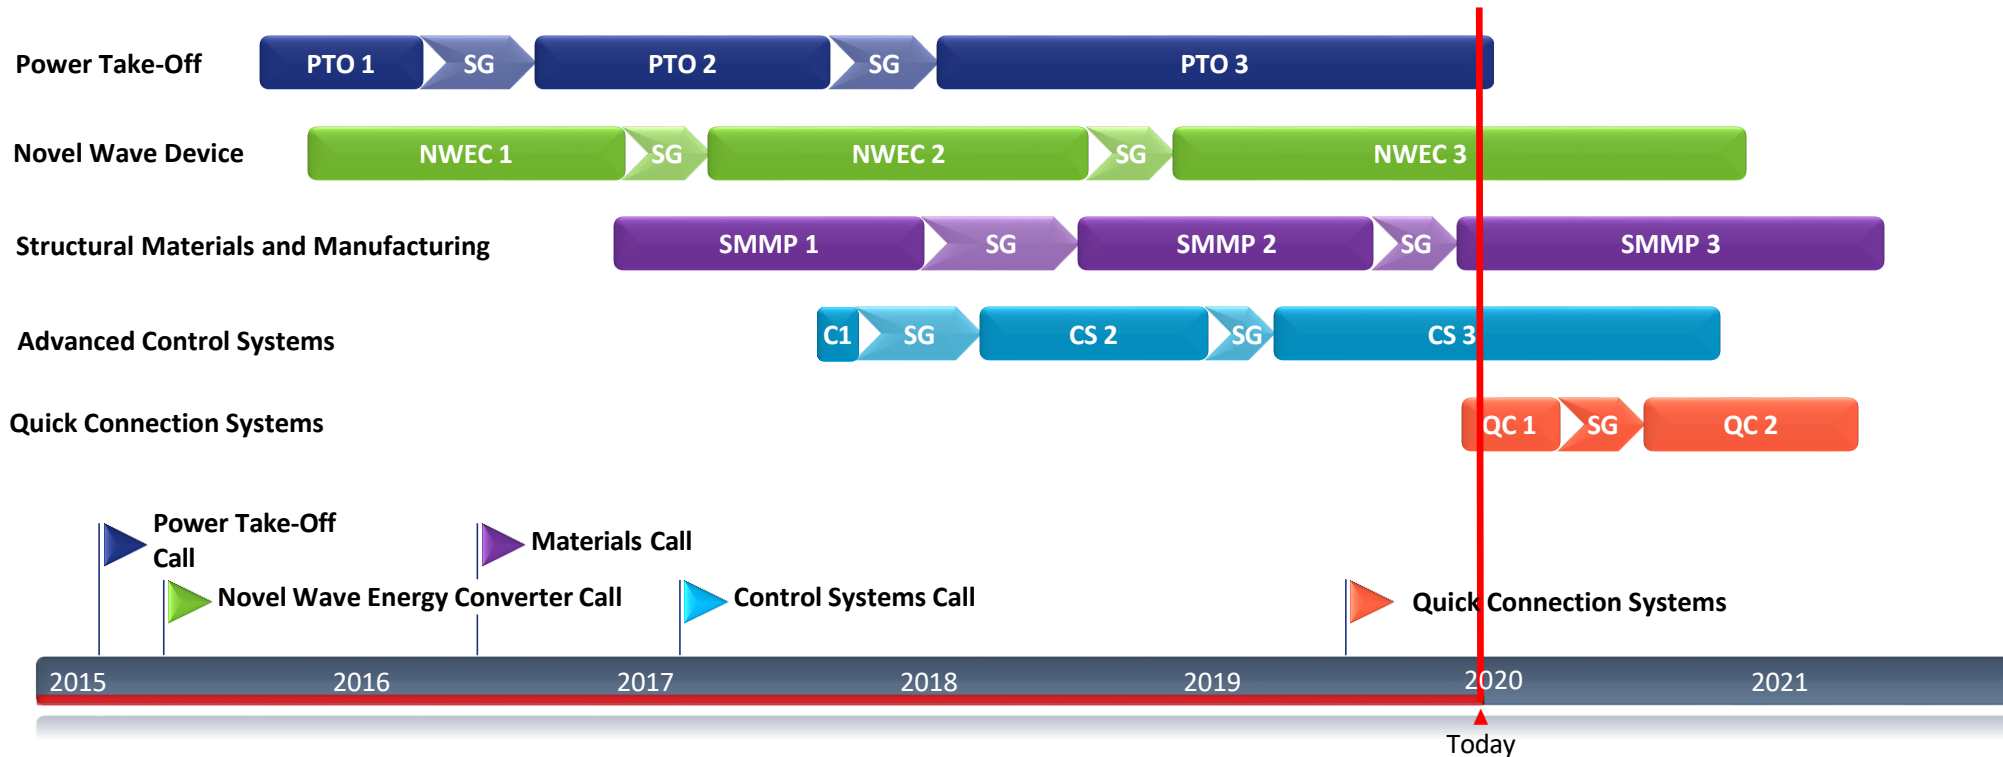 Power Take-Off
PTO 1
SG
PTO 2
SG
PTO 3
Novel Wave Device
NWEC 1
SG
NWEC 2
SG
NWEC 3
Structural Materials and Manufacturing
SMMP 1
SG
SMMP 2
SG
SMMP 3
Advanced Control Systems
C1
SG
CS 2
SG
CS 3
Quick Connection Systems
QC 1
SG
QC 2
Power Take-Off
Call
Materials Call
Novel Wave Energy Converter Call
Control Systems Call
Quick Connection Systems
2015
2016
2017
2018
2019
2020
2021
Today